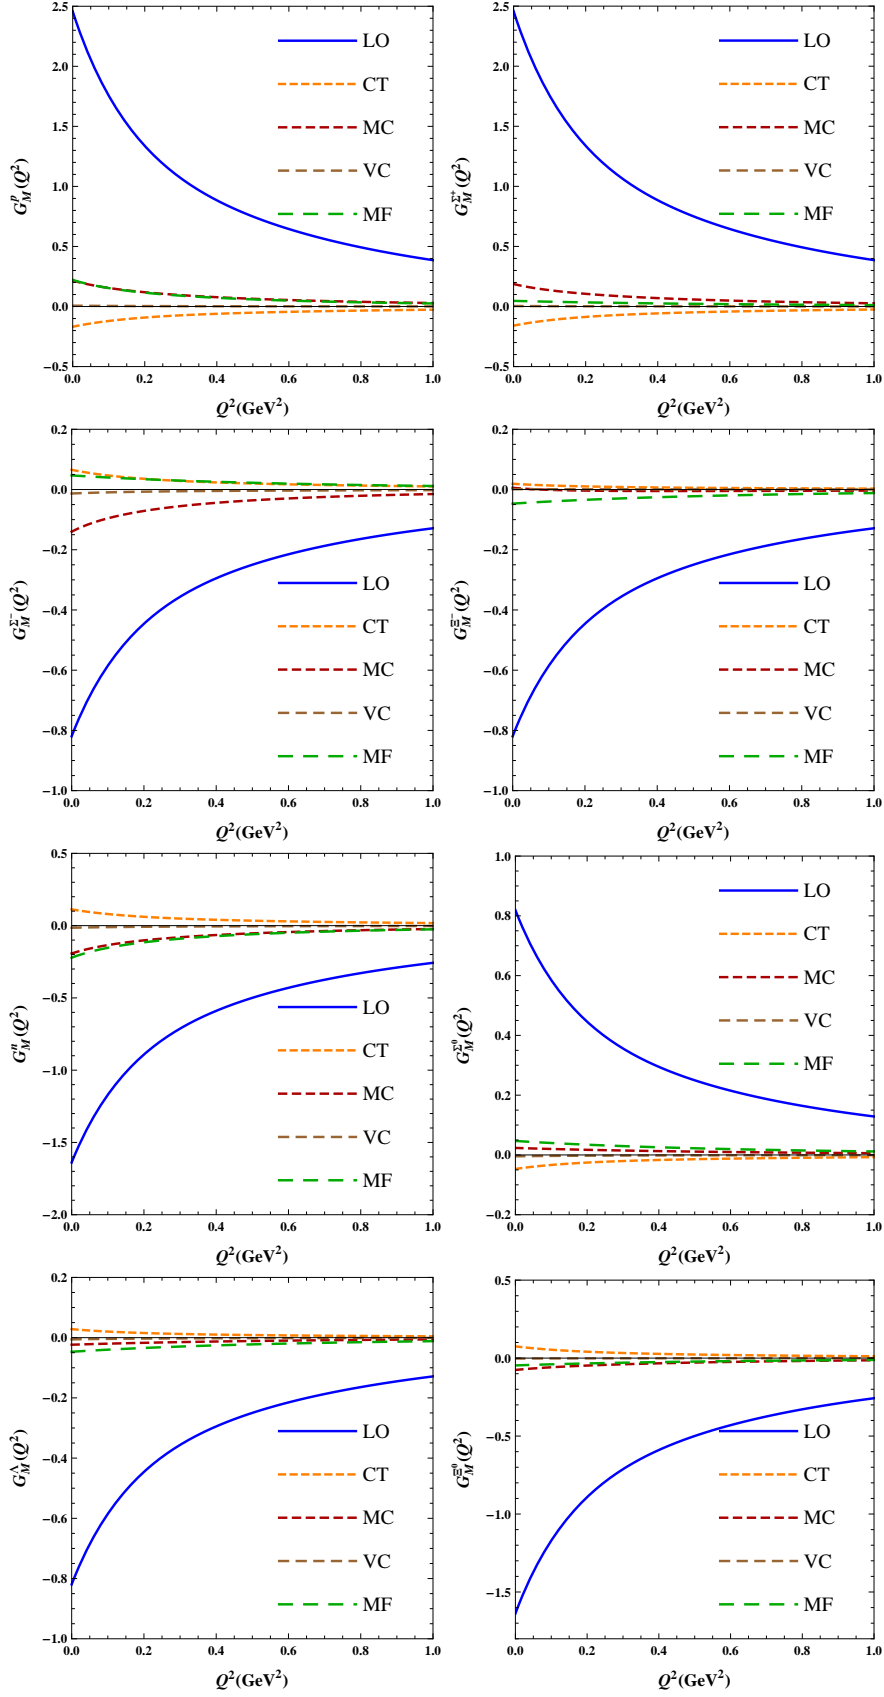 2.5
2.0
1.5
1.0
0.5
0.0
−0.5
0.0 0.2 0.4 0.6 0.8 1.0
G_M^p(Q^2)
Q^2(GeV^2)
LO
CT
MC
VC
MF
2.5
2.0
1.5
1.0
0.5
0.0
−0.5
0.0 0.2 0.4 0.6 0.8 1.0
G_M^{Σ^+}(Q^2)
Q^2(GeV^2)
LO
CT
MC
VC
MF
0.2
0.0
−0.2
−0.4
−0.6
−0.8
−1.0
0.0 0.2 0.4 0.6 0.8 1.0
G_M^{Σ^-}(Q^2)
Q^2(GeV^2)
LO
CT
MC
VC
MF
0.2
0.0
−0.2
−0.4
−0.6
−0.8
−1.0
0.0 0.2 0.4 0.6 0.8 1.0
G_M^{Ξ^-}(Q^2)
Q^2(GeV^2)
LO
CT
MC
VC
MF
0.5
0.0
−0.5
−1.0
−1.5
−2.0
0.0 0.2 0.4 0.6 0.8 1.0
G_M^n(Q^2)
Q^2(GeV^2)
LO
CT
MC
VC
MF
1.0
0.8
0.6
0.4
0.2
0.0
−0.2
0.0 0.2 0.4 0.6 0.8 1.0
G_M^{Σ^0}(Q^2)
Q^2(GeV^2)
LO
CT
MC
VC
MF
0.2
0.0
−0.2
−0.4
−0.6
−0.8
−1.0
0.0 0.2 0.4 0.6 0.8 1.0
G_M^Λ(Q^2)
Q^2(GeV^2)
LO
CT
MC
VC
MF
0.5
0.0
−0.5
−1.0
−1.5
0.0 0.2 0.4 0.6 0.8 1.0
G_M^{Ξ^0}(Q^2)
Q^2(GeV^2)
LO
CT
MC
VC
MF